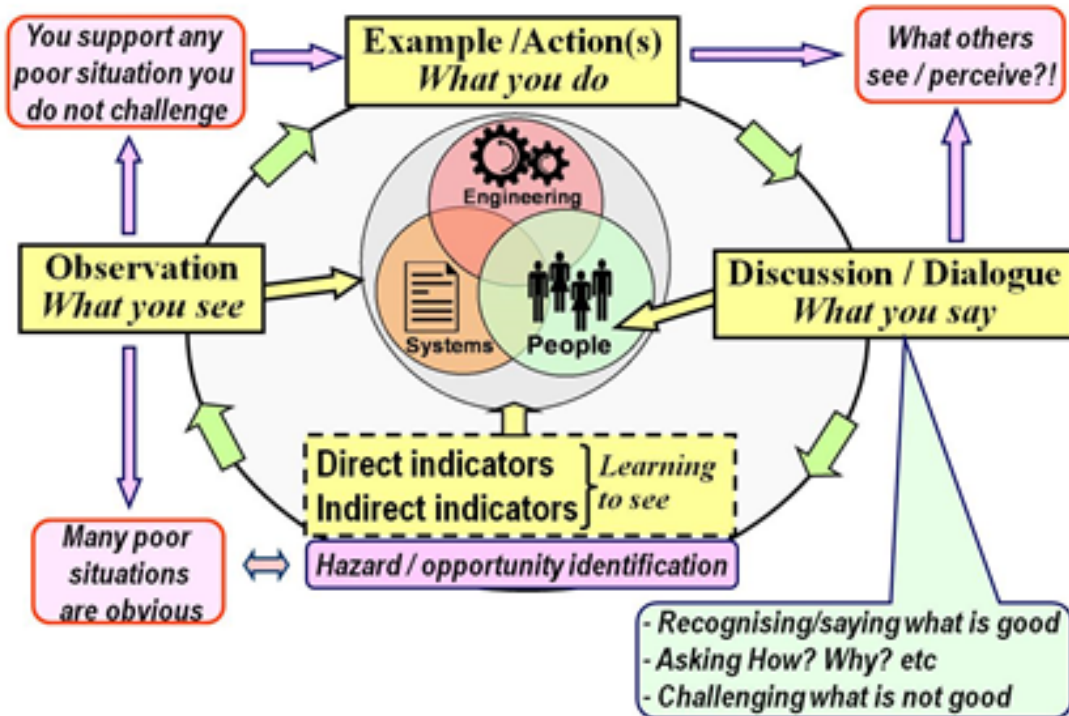 You support any
poor situation you
do not challenge
Example /Action(s)
What you do
What others
see / perceive?!
Engineering
Observation
What you see
Systems
People
Discussion / Dialogue
What you say
Direct indicators
Indirect indicators
Learning
to see
Many poor
situations
are obvious
Hazard / opportunity identification
- Recognising/saying what is good
- Asking How? Why? etc
- Challenging what is not good